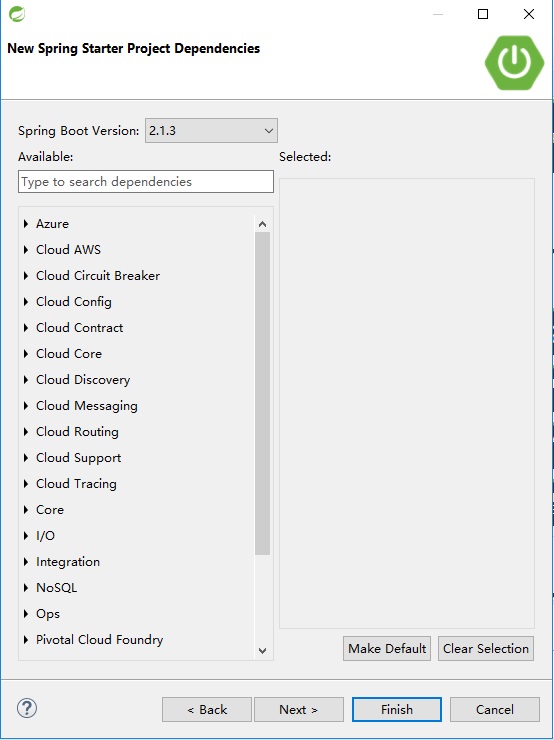 New Spring Starter Project Dependencies
Spring Boot Version: 2.1.3
Available:
Selected:
Type to search dependencies
Azure
Cloud AWS
Cloud Circuit Breaker
Cloud Config
Cloud Contract
Cloud Core
Cloud Discovery
Cloud Messaging
Cloud Routing
Cloud Support
Cloud Tracing
Core
I/O
Integration
NoSQL
Ops
Pivotal Cloud Foundry
Make Default
Clear Selection
?
< Back
Next >
Finish
Cancel